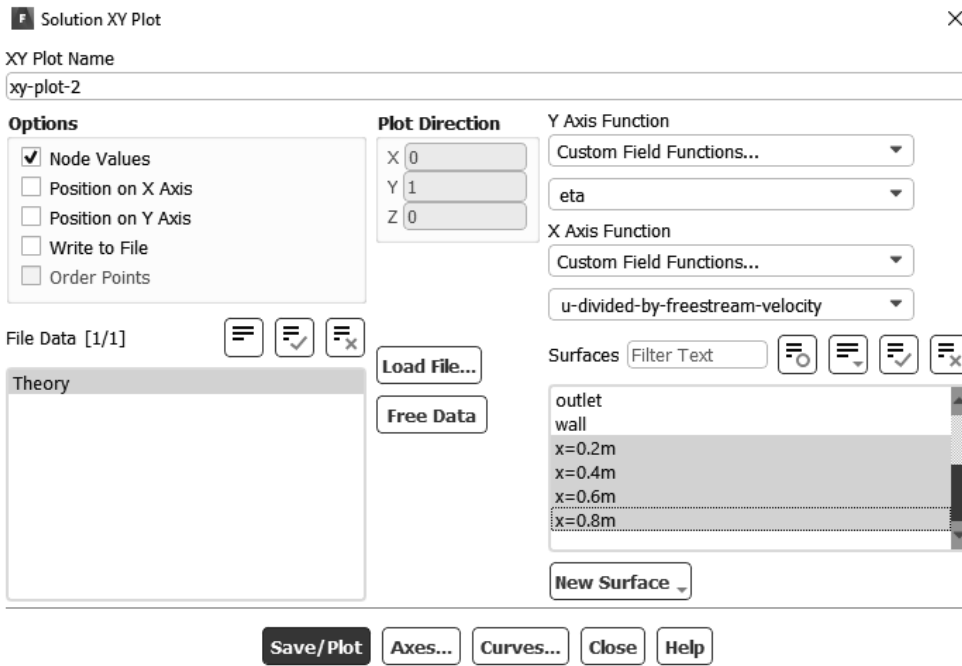 F Solution XY Plot
XY Plot Name
xy-plot-2
Options
Node Values
Position on X Axis
Position on Y Axis
Write to File
Order Points
Plot Direction
X 0
Y 1
Z 0
Y Axis Function
Custom Field Functions...
eta
X Axis Function
Custom Field Functions...
u-divided-by-freestream-velocity
File Data [1/1]
Theory
Load File...
Free Data
Surfaces Filter Text
outlet
wall
x=0.2m
x=0.4m
x=0.6m
x=0.8m
New Surface
Save/Plot Axes... Curves... Close Help